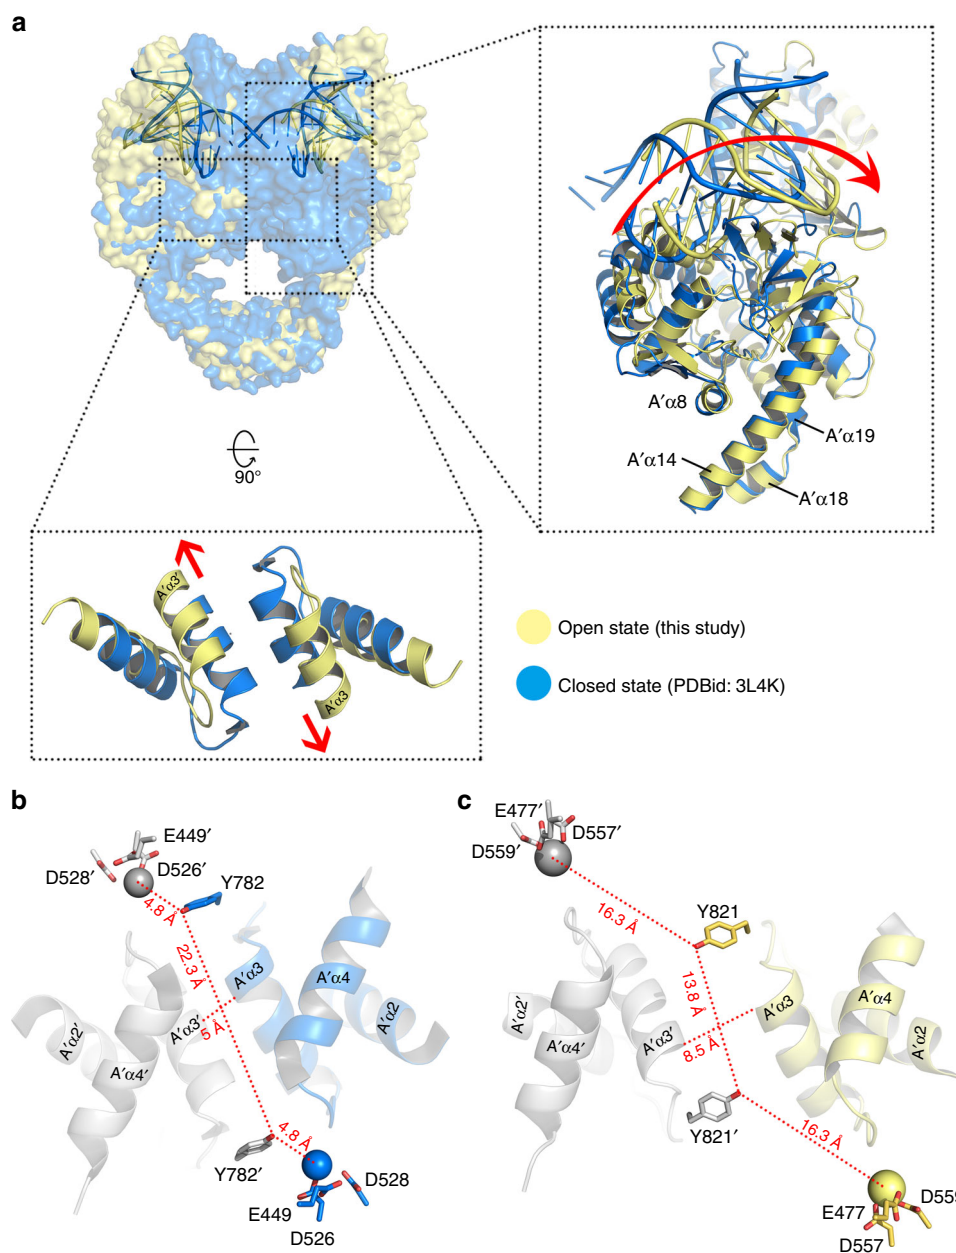 a
A′α8
A′α19
A′α14
A′α18
90°
A′α3′
A′α3
Open state (this study)
Closed state (PDBid: 3L4K)
b
E449′
D528′
D526′
Y782
4.8 Å
22.3 Å
A′α3
A′α4
A′α2
A′α2′
A′α3′
5 Å
A′α4′
4.8 Å
Y782′
D528
E449
D526
c
E477′
D557′
D559′
16.3 Å
Y821
13.8 Å
A′α3
A′α4
A′α2′
A′α4′
A′α3′
A′α2
8.5 Å
Y821′
16.3 Å
E477
D559
D557